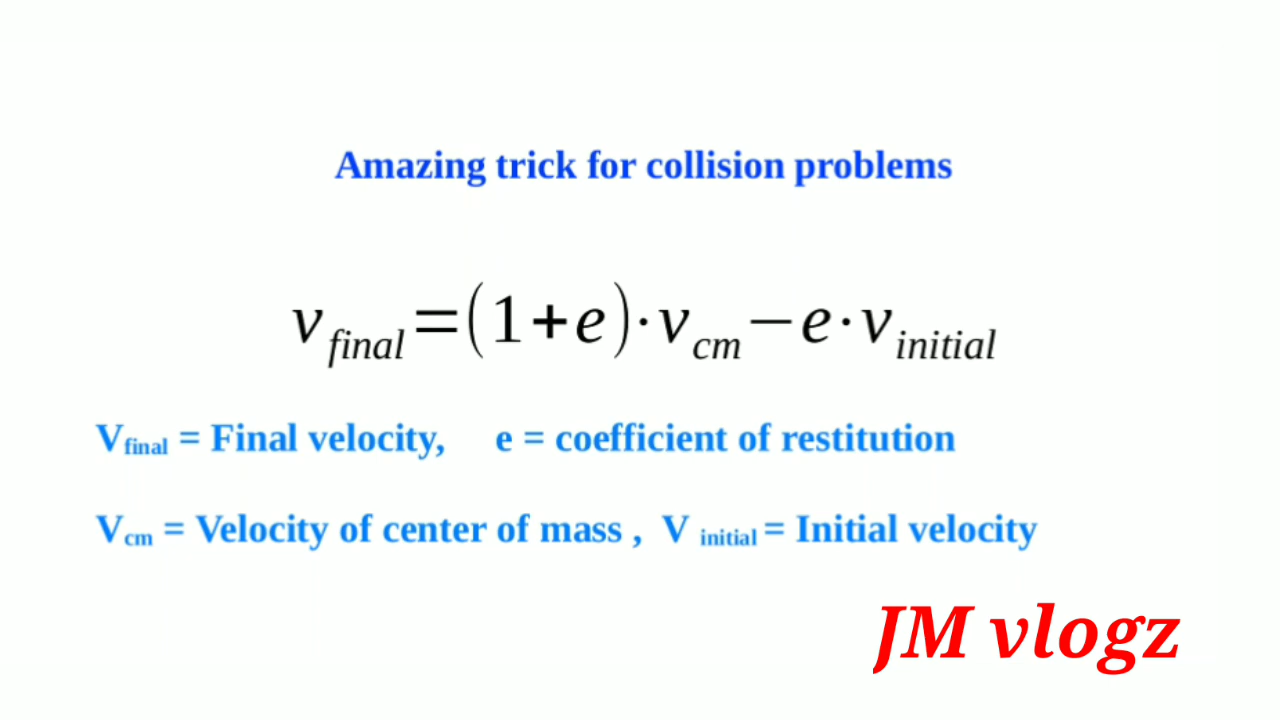 Amazing trick for collision problems
v_final=(1+e)·v_cm−e·v_initial
V_final = Final velocity, e = coefficient of restitution
V_cm = Velocity of center of mass , V _initial = Initial velocity
JM vlogz